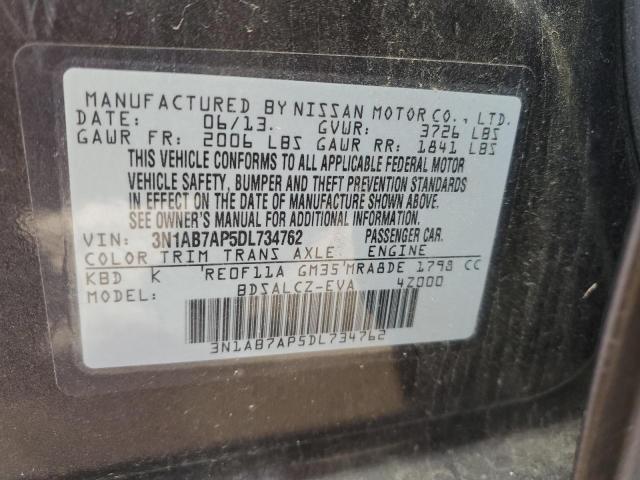 MANUFACTURED BY NISSAN MOTOR CO., LTD.
DATE: 06/13. GVWR: 3726 LBS
GAWR FR: 2006 LBS GAWR RR: 1841 LBS
THIS VEHICLE CONFORMS TO ALL APPLICABLE FEDERAL MOTOR
VEHICLE SAFETY, BUMPER AND THEFT PREVENTION STANDARDS
IN EFFECT ON THE DATE OF MANUFACTURE SHOWN ABOVE.
SEE OWNER'S MANUAL FOR ADDITIONAL INFORMATION.
VIN: 3N1AB7AP5DL734762 PASSENGER CAR.
COLOR TRIM TRANS AXLE ENGINE
KBD K RE0F11A GM35 MRA8DE 1798 CC
MODEL: BDSALCZ-EVA 4Z000
3N1AB7AP5DL734762